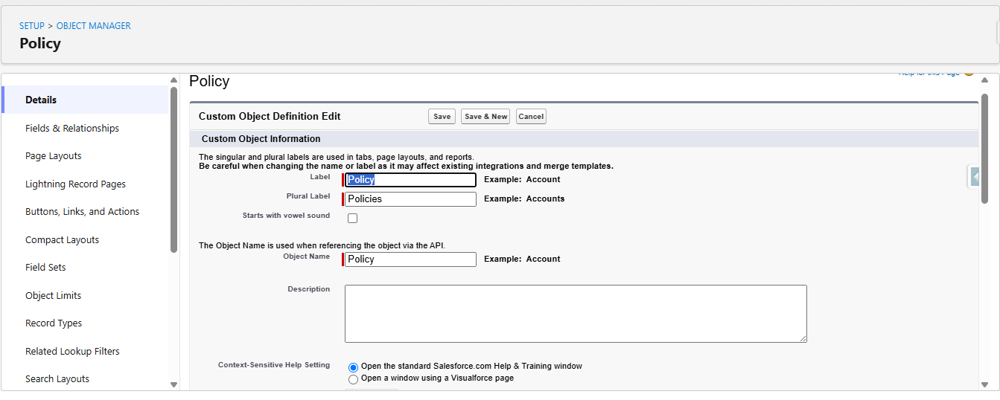 SETUP > OBJECT MANAGER
Policy
Details
Fields & Relationships
Page Layouts
Lightning Record Pages
Buttons, Links, and Actions
Compact Layouts
Field Sets
Object Limits
Record Types
Related Lookup Filters
Search Layouts
Policy
Help for this Page
Custom Object Definition Edit
Save
Save & New
Cancel
Custom Object Information
The singular and plural labels are used in tabs, page layouts, and reports.
Be careful when changing the name or label as it may affect existing integrations and merge templates.
Label Policy Example: Account
Plural Label Policies Example: Accounts
Starts with vowel sound
The Object Name is used when referencing the object via the API.
Object Name Policy Example: Account
Description
Context-Sensitive Help Setting Open the standard Salesforce.com Help & Training window
Open a window using a Visualforce page